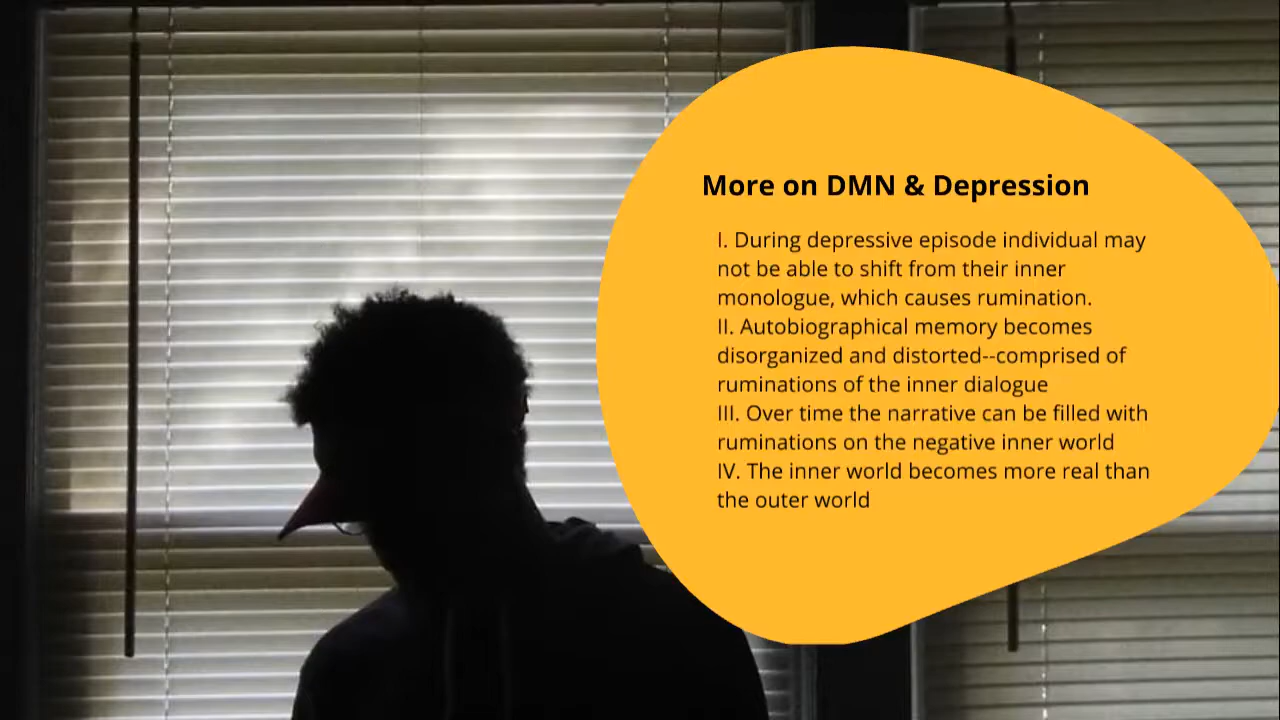 More on DMN & Depression
I. During depressive episode individual may
not be able to shift from their inner
monologue, which causes rumination.
II. Autobiographical memory becomes
disorganized and distorted--comprised of
ruminations of the inner dialogue
III. Over time the narrative can be filled with
ruminations on the negative inner world
IV. The inner world becomes more real than
the outer world